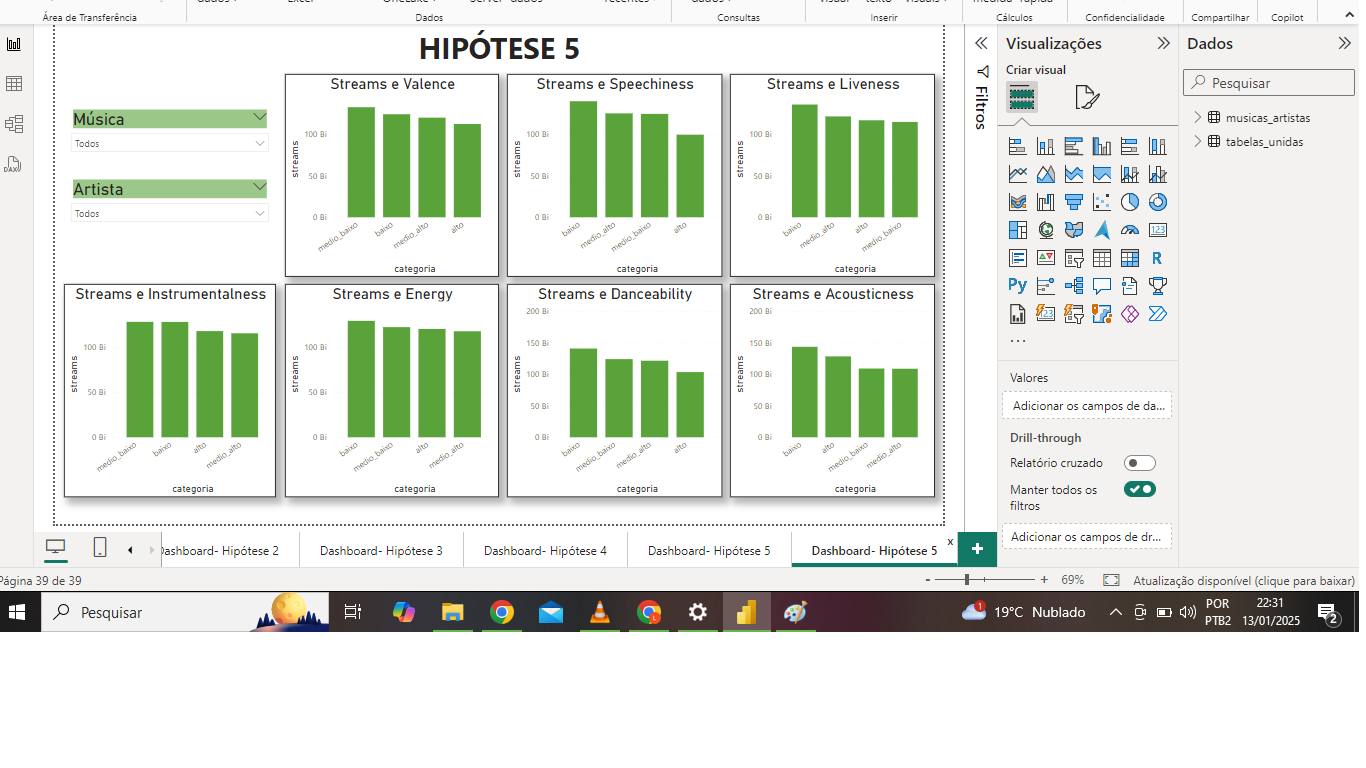 Área de Transferência
Dados
Consultas
Inserir
Cálculos
Confidencialidade
Compartilhar
Copilot
HIPÓTESE 5
Música
Todos
Artista
Todos
Streams e Valence
streams
100 Bi
50 Bi
0 Bi
medio_baixo
baixo
medio_alto
alto
categoria
Streams e Speechiness
streams
100 Bi
50 Bi
0 Bi
baixo
medio_alto
medio_baixo
alto
categoria
Streams e Liveness
streams
100 Bi
50 Bi
0 Bi
baixo
medio_alto
alto
medio_baixo
categoria
Streams e Instrumentalness
streams
100 Bi
50 Bi
0 Bi
medio_baixo
baixo
alto
medio_alto
categoria
Streams e Energy
streams
100 Bi
50 Bi
0 Bi
baixo
medio_baixo
alto
medio_alto
categoria
Streams e Danceability
streams
200 Bi
150 Bi
100 Bi
50 Bi
0 Bi
baixo
medio_baixo
medio_alto
alto
categoria
Streams e Acousticness
streams
200 Bi
150 Bi
100 Bi
50 Bi
0 Bi
baixo
alto
medio_baixo
medio_alto
categoria
Filtros
Visualizações
Criar visual
123
R
Py
123
...
Valores
Adicionar os campos de da...
Drill-through
Relatório cruzado
Manter todos os
filtros
Adicionar os campos de dr...
Dados
Pesquisar
musicas_artistas
tabelas_unidas
DAX
Dashboard- Hipótese 2
Dashboard- Hipótese 3
Dashboard- Hipótese 4
Dashboard- Hipótese 5
Dashboard- Hipótese 5
x
+
Página 39 de 39
- + 69%
Atualização disponível (clique para baixar)
Pesquisar
L
1
19°C Nublado
POR
PTB2
22:31
13/01/2025
2